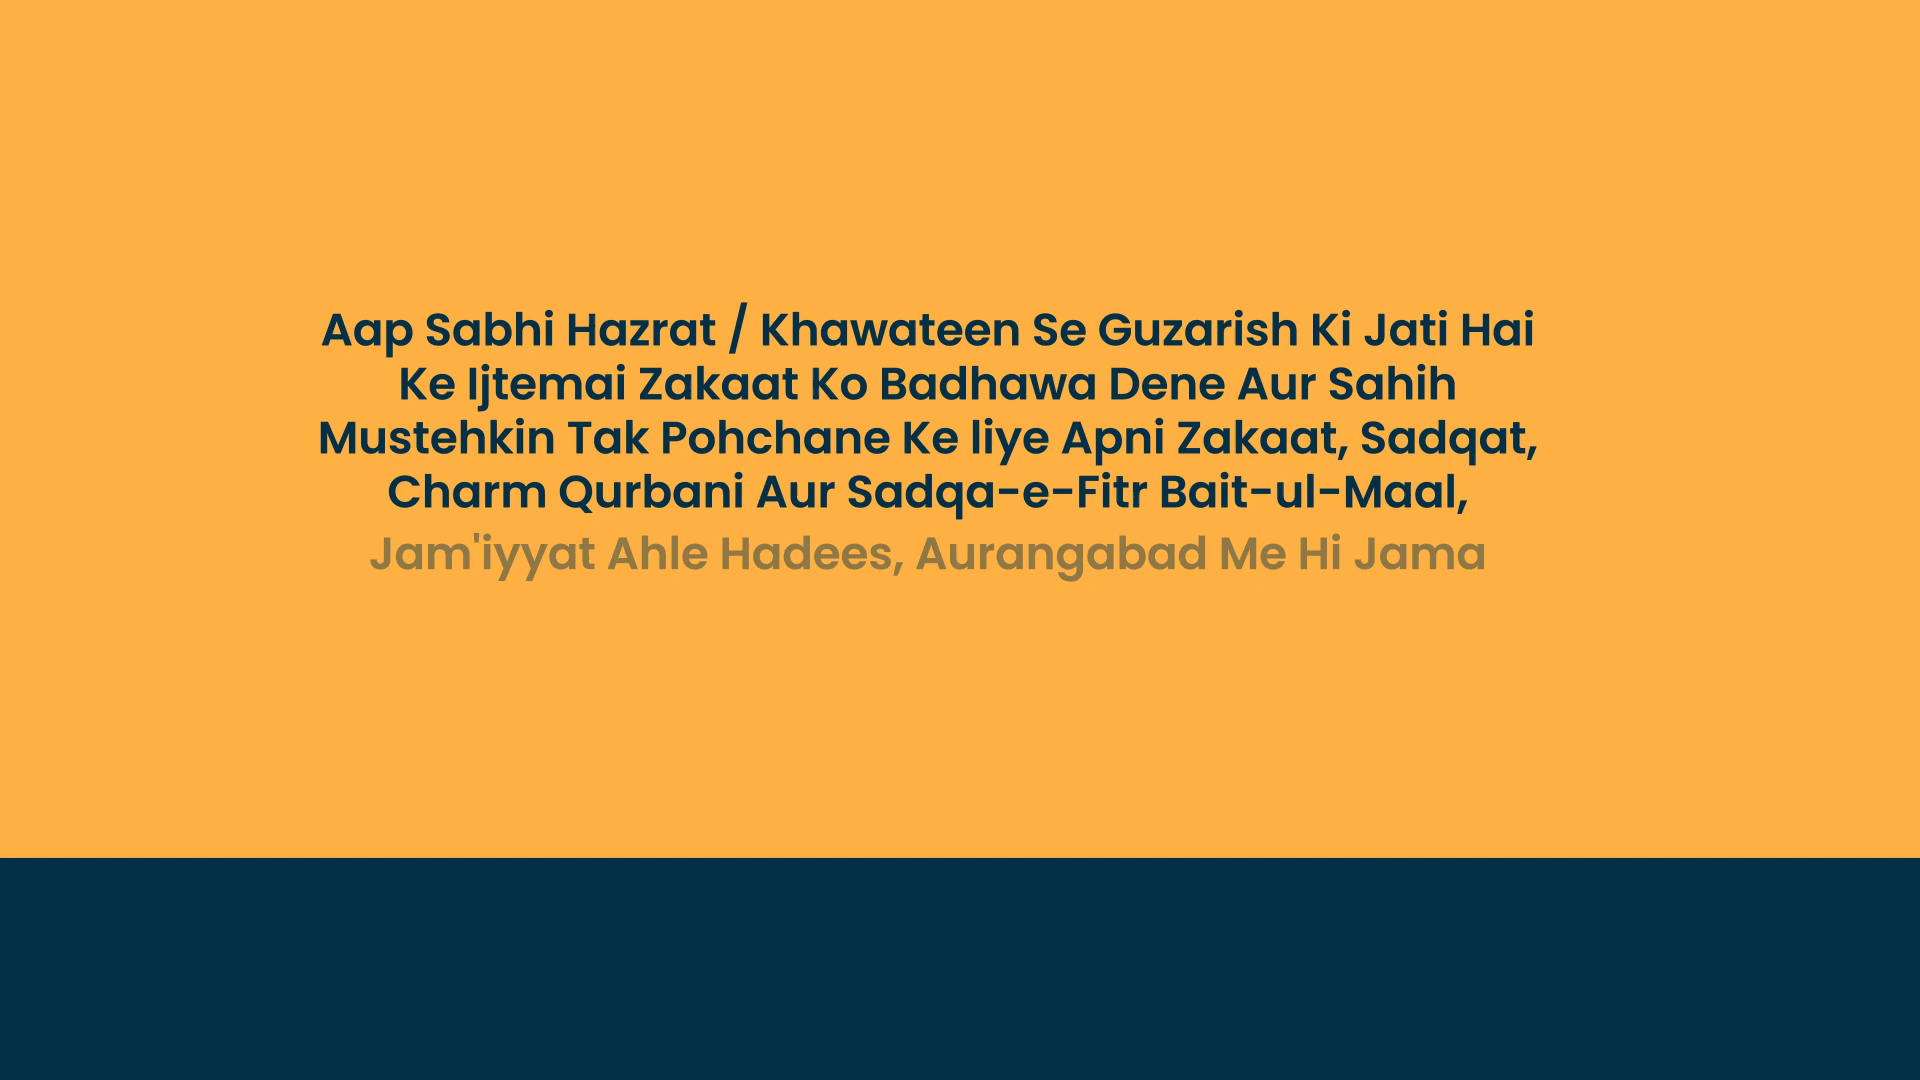 Aap Sabhi Hazrat / Khawateen Se Guzarish Ki Jati Hai
Ke Ijtemai Zakaat Ko Badhawa Dene Aur Sahih
Mustehkin Tak Pohchane Ke liye Apni Zakaat, Sadqat,
Charm Qurbani Aur Sadqa-e-Fitr Bait-ul-Maal,
Jam'iyyat Ahle Hadees, Aurangabad Me Hi Jama